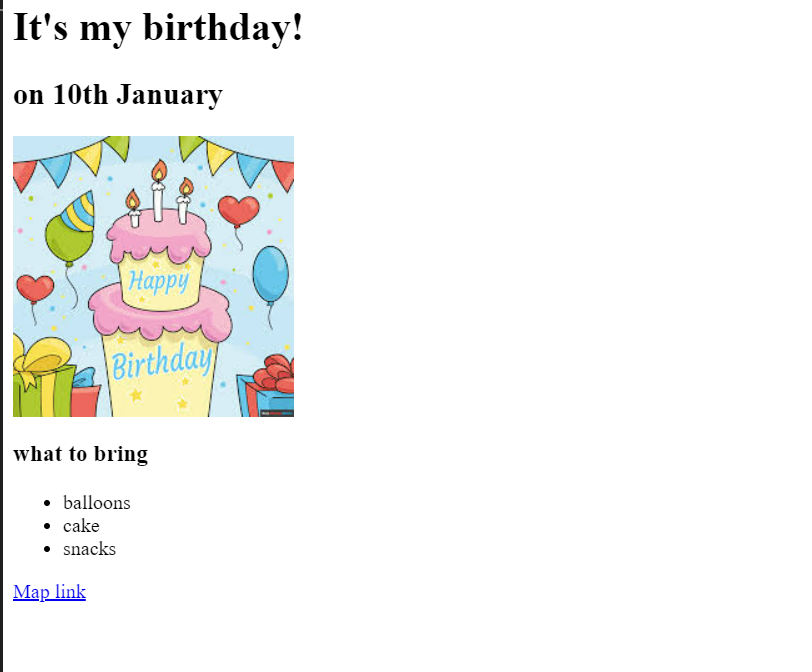 It's my birthday!
on 10th January
Happy
Birthday
what to bring
balloons
cake
snacks
Map link